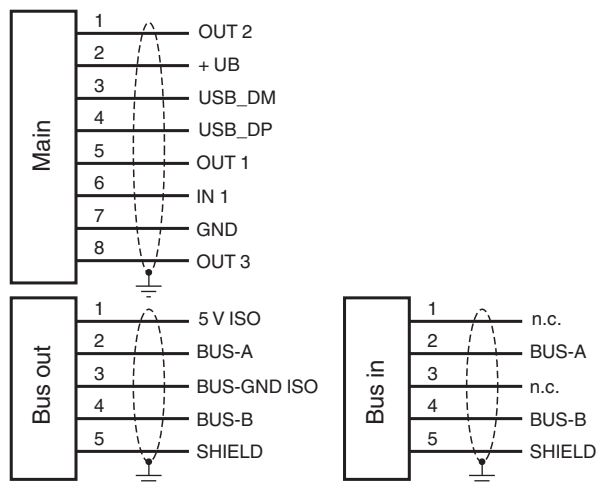 Main
1 OUT 2
2 + UB
3 USB_DM
4 USB_DP
5 OUT 1
6 IN 1
7 GND
8 OUT 3
Bus out
1 5 V ISO
2 BUS-A
3 BUS-GND ISO
4 BUS-B
5 SHIELD
Bus in
1 n.c.
2 BUS-A
3 n.c.
4 BUS-B
5 SHIELD